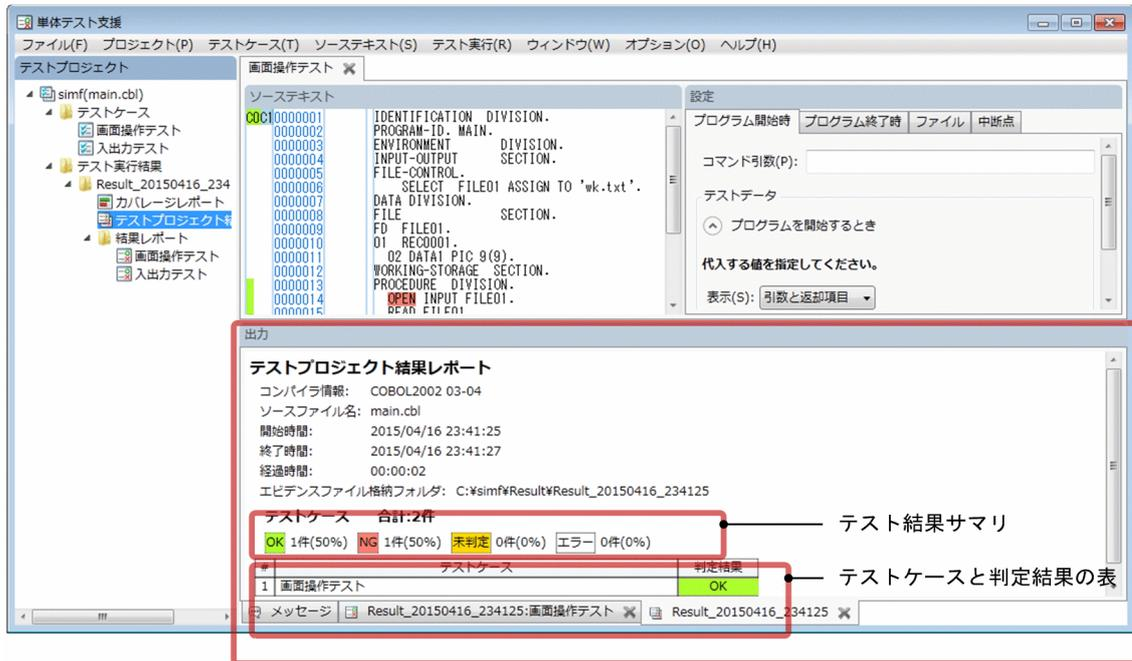 単体テスト支援
ファイル(F) プロジェクト(P) テストケース(T) ソーステキスト(S) テスト実行(R) ウィンドウ(W) オプション(O) ヘルプ(H)
テストプロジェクト
simf(main.cbl)
テストケース
画面操作テスト
入出力テスト
テスト実行結果
Result_20150416_234
カバレージレポート
テストプロジェクト結
結果レポート
画面操作テスト
入出力テスト
画面操作テスト
ソーステキスト
CDC1 0000001 IDENTIFICATION DIVISION.
0000002 PROGRAM-ID. MAIN.
0000003 ENVIRONMENT DIVISION.
0000004 INPUT-OUTPUT SECTION.
0000005 FILE-CONTROL.
0000006 SELECT FILE01 ASSIGN TO 'wk.txt'.
0000007 DATA DIVISION.
0000008 FILE SECTION.
0000009 FD FILE01.
0000010 01 REC0001.
0000011 02 DATA1 PIC 9(9).
0000012 WORKING-STORAGE SECTION.
0000013 PROCEDURE DIVISION.
0000014 OPEN INPUT FILE01.
0000015 READ FILE01
設定
プログラム開始時 プログラム終了時 ファイル 中断点
コマンド引数(P):
テストデータ
プログラムを開始するとき
代入する値を指定してください。
表示(S): 引数と返却項目
出力
テストプロジェクト結果レポート
コンパイラ情報: COBOL2002 03-04
ソースファイル名: main.cbl
開始時間: 2015/04/16 23:41:25
終了時間: 2015/04/16 23:41:27
経過時間: 00:00:02
エビデンスファイル格納フォルダ: C:¥simf¥Result¥Result_20150416_234125
テストケース 合計:2件
OK 1件(50%) NG 1件(50%) 未判定 0件(0%) エラー 0件(0%)
テスト結果サマリ
# テストケース 判定結果
1 画面操作テスト OK
テストケースと判定結果の表
メッセージ Result_20150416_234125:画面操作テスト Result_20150416_234125